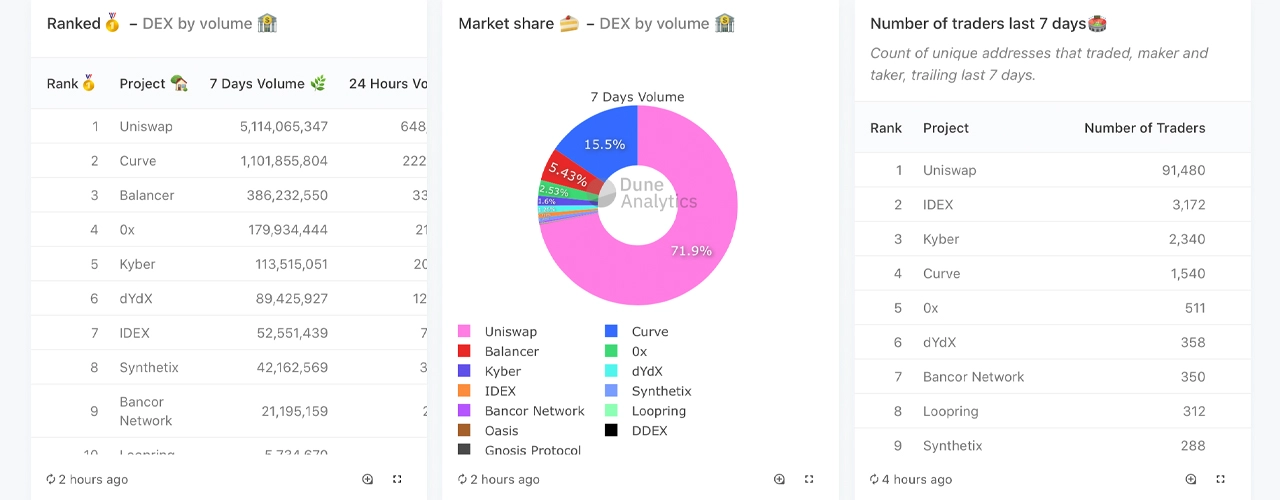 Ranked🥇 – DEX by volume 🏦
Rank🥇 Project 🏡 7 Days Volume 🌿 24 Hours Vo
1 Uniswap 5,114,065,347 648,
2 Curve 1,101,855,804 222
3 Balancer 386,232,550 33
4 0x 179,934,444 21
5 Kyber 113,515,051 20
6 dYdX 89,425,927 12
7 IDEX 52,551,439 7
8 Synthetix 42,162,569 3
9 Bancor
Network 21,195,159 2
10 Loopring 5,734,670
2 hours ago
Market share 🍰 – DEX by volume 🏦
7 Days Volume
15.5%
5.43%
2.53%
1.6%
71.9%
Dune
Analytics
Uniswap Curve
Balancer 0x
Kyber dYdX
IDEX Synthetix
Bancor Network Loopring
Oasis DDEX
Gnosis Protocol
2 hours ago
Number of traders last 7 days🏟️
Count of unique addresses that traded, maker and
taker, trailing last 7 days.
Rank Project Number of Traders
1 Uniswap 91,480
2 IDEX 3,172
3 Kyber 2,340
4 Curve 1,540
5 0x 511
6 dYdX 358
7 Bancor Network 350
8 Loopring 312
9 Synthetix 288
4 hours ago